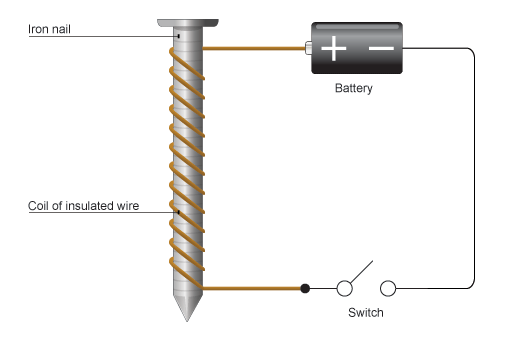 Iron nail
+ −
Battery
Coil of insulated wire
Switch